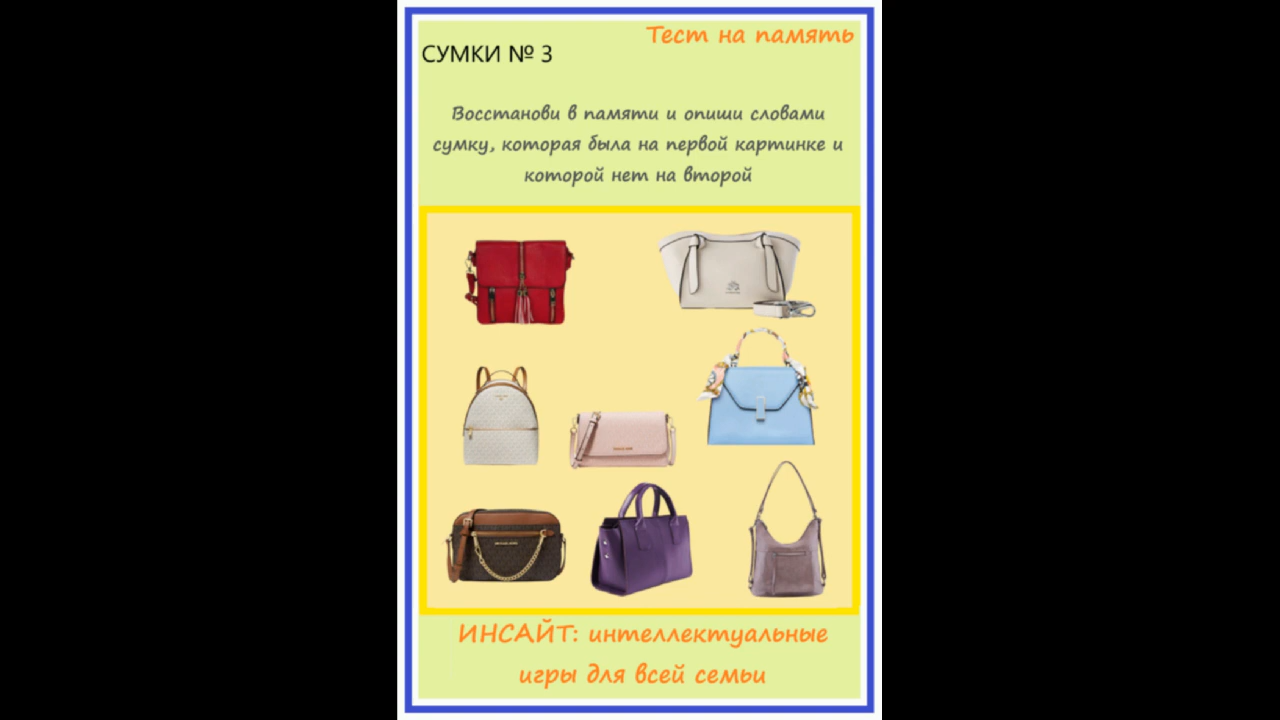 Тест на память
СУМКИ № 3
Восстанови в памяти и опиши словами
сумку, которая была на первой картинке и
которой нет на второй
ИНСАЙТ: интеллектуальные
игры для всей семьи